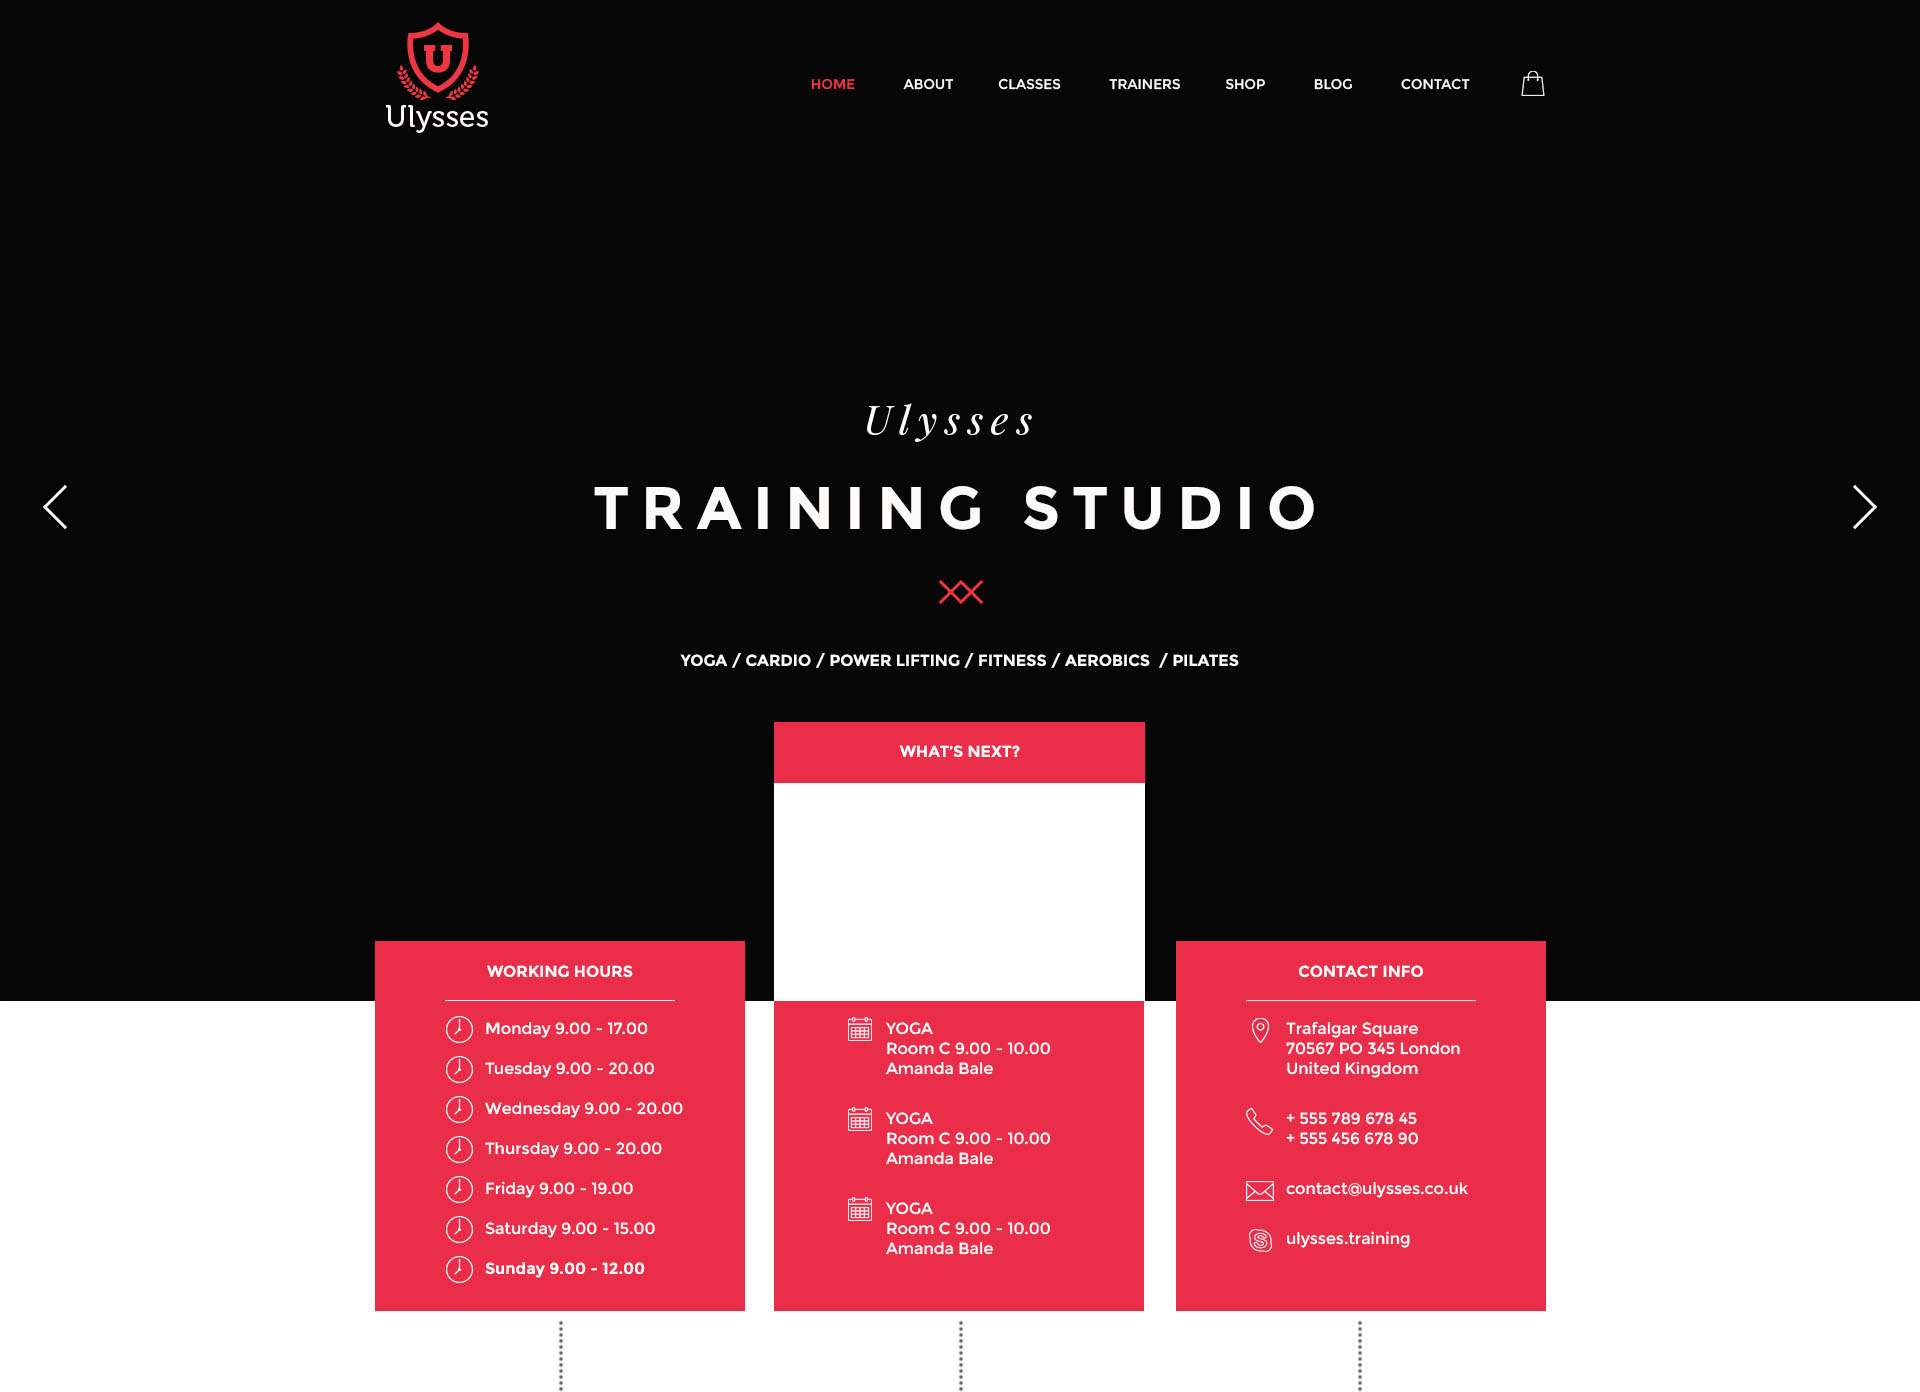 U
Ulysses
HOME ABOUT CLASSES TRAINERS SHOP BLOG CONTACT
Ulysses
TRAINING STUDIO
YOGA / CARDIO / POWER LIFTING / FITNESS / AEROBICS / PILATES
WHAT'S NEXT?
WORKING HOURS
Monday 9.00 - 17.00
Tuesday 9.00 - 20.00
Wednesday 9.00 - 20.00
Thursday 9.00 - 20.00
Friday 9.00 - 19.00
Saturday 9.00 - 15.00
Sunday 9.00 - 12.00
YOGA
Room C 9.00 - 10.00
Amanda Bale
YOGA
Room C 9.00 - 10.00
Amanda Bale
YOGA
Room C 9.00 - 10.00
Amanda Bale
CONTACT INFO
Trafalgar Square
70567 PO 345 London
United Kingdom
+ 555 789 678 45
+ 555 456 678 90
contact@ulysses.co.uk
ulysses.training